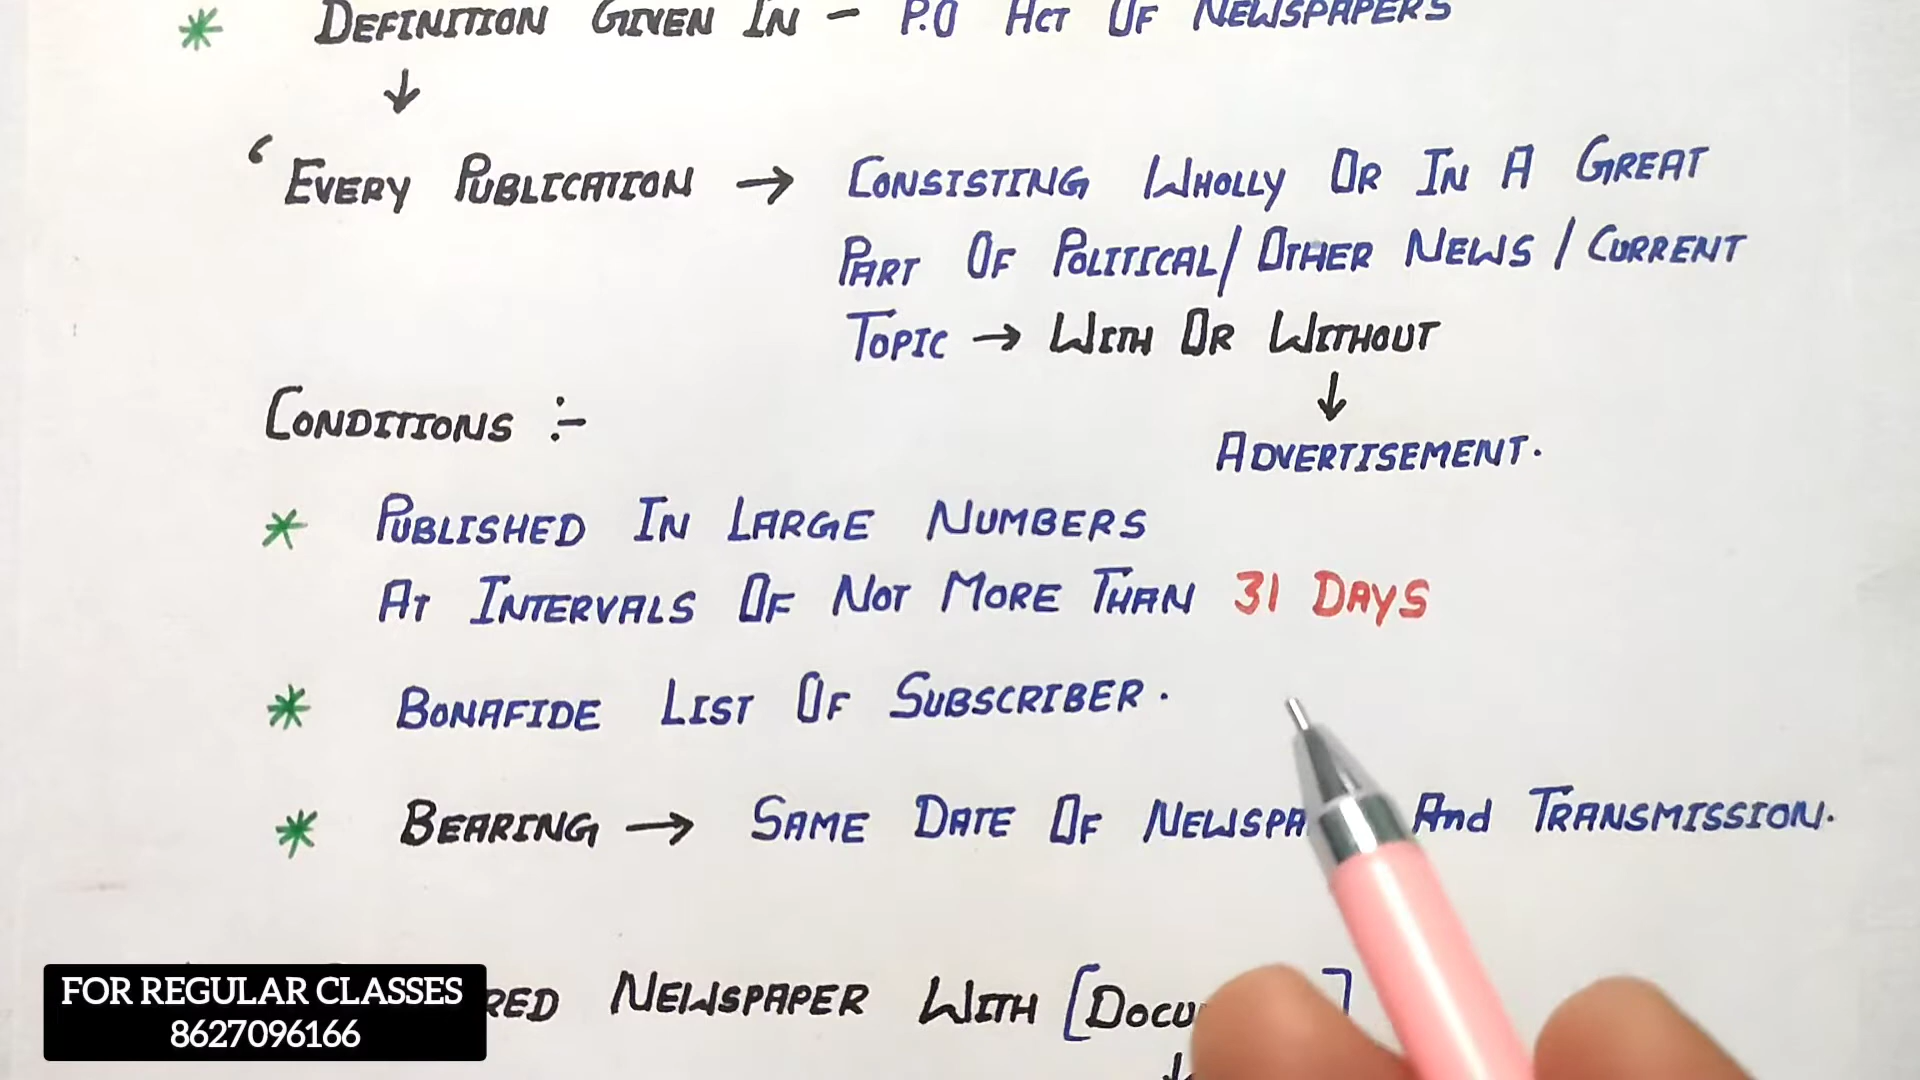 * DEFINITION GIVEN IN - P.O ACT OF NEWSPAPERS
↓
' EVERY PUBLICATION → CONSISTING WHOLLY OR IN A GREAT
PART OF POLITICAL/ OTHER NEWS / CURRENT
TOPIC → WITH OR WITHOUT
↓
ADVERTISEMENT.
CONDITIONS :-
* PUBLISHED IN LARGE NUMBERS
AT INTERVALS OF NOT MORE THAN 31 DAYS
* BONAFIDE LIST OF SUBSCRIBER.
* BEARING → SAME DATE OF AND TRANSMISSION.
NEWSPAPER WITH
FOR REGULAR CLASSES
8627096166